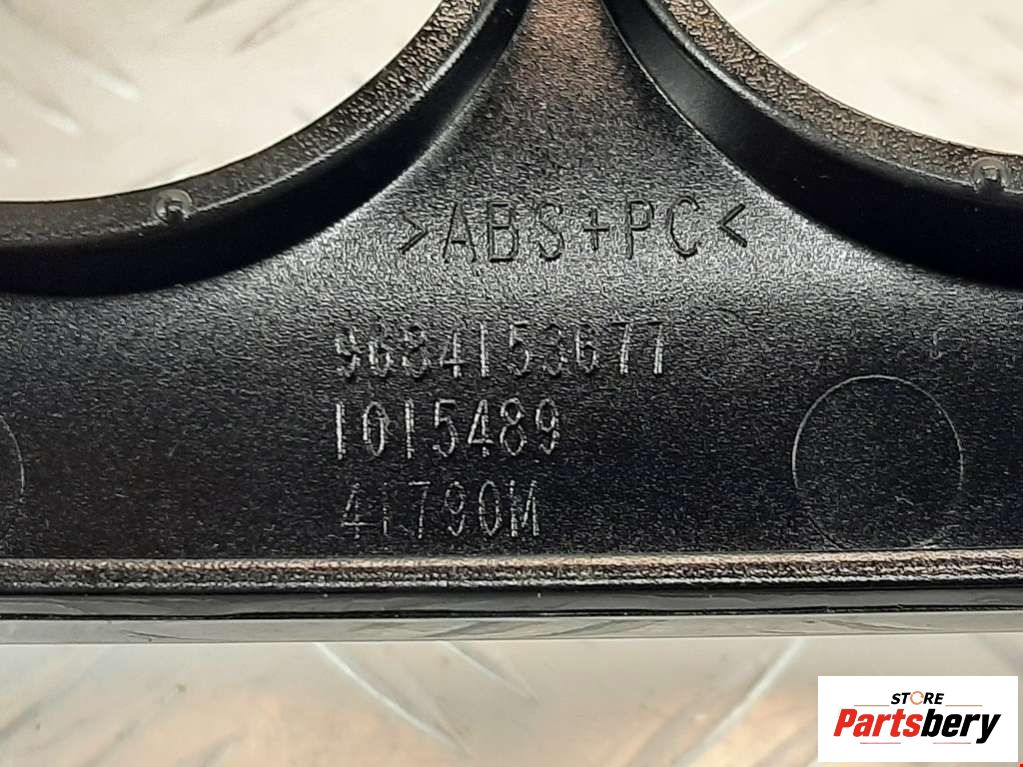 >ABS+PC<
9684153677
1015489
41790M
STORE
Partsbery